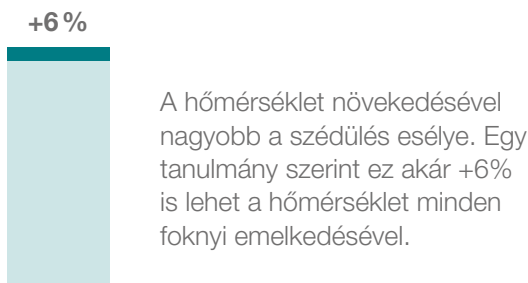 +6 %
A hőmérséklet növekedésével
nagyobb a szédülés esélye. Egy
tanulmány szerint ez akár +6%
is lehet a hőmérséklet minden
foknyi emelkedésével.